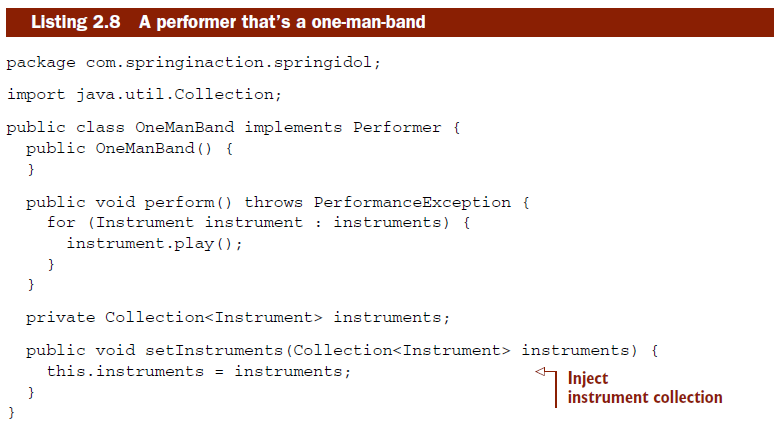 Listing 2.8 A performer that's a one-man-band
package com.springinaction.springidol;
import java.util.Collection;
public class OneManBand implements Performer {
public OneManBand() {
}
public void perform() throws PerformanceException {
for (Instrument instrument : instruments) {
instrument.play();
}
}
private Collection<Instrument> instruments;
public void setInstruments(Collection<Instrument> instruments) {
this.instruments = instruments;
Inject
instrument collection
}
}